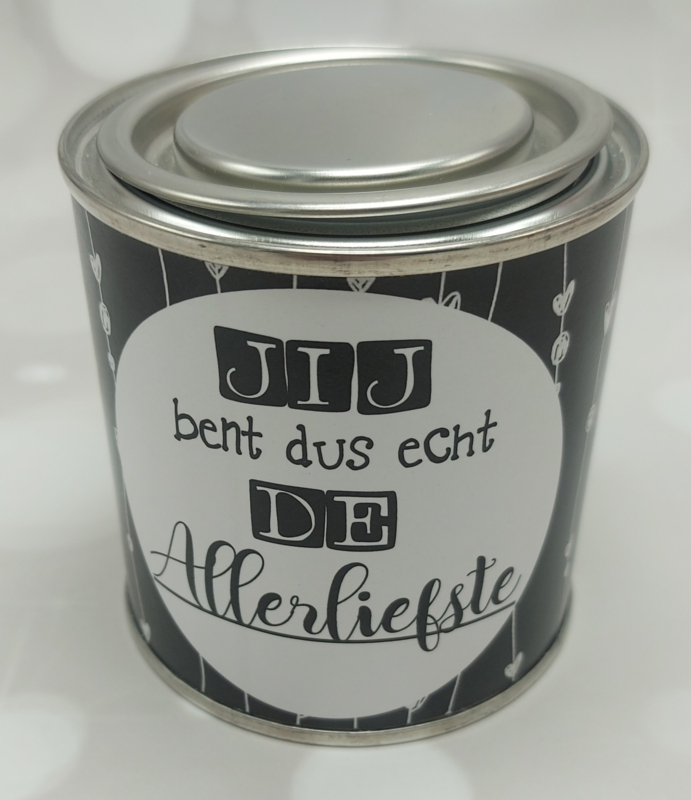 JIJ
bent dus echt
DE
Allerliefste